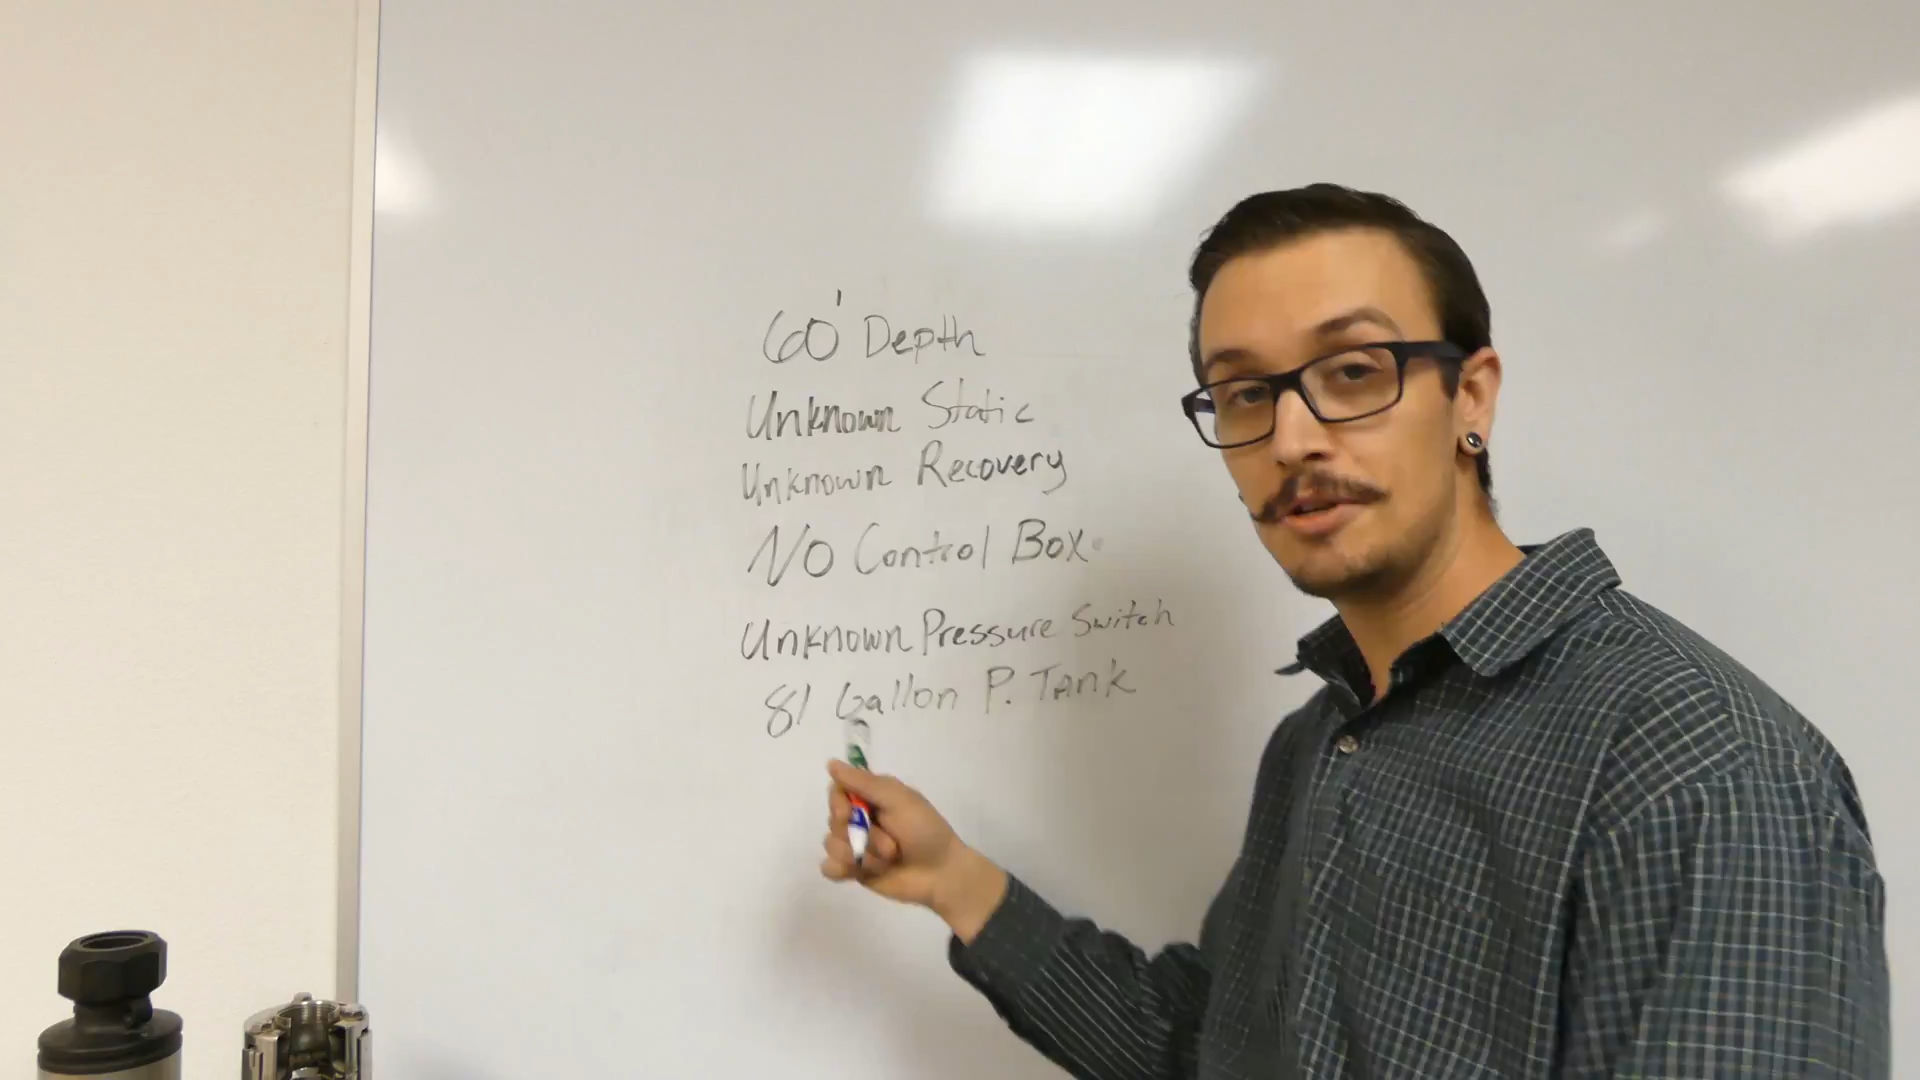 60' Depth
Unknown Static
Unknown Recovery
NO Control Box
Unknown Pressure Switch
81 Gallon P. Tank